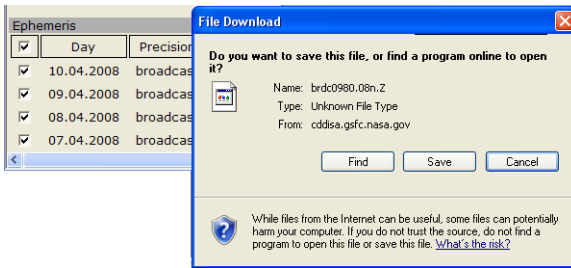 Ephemeris
Day Precision
10.04.2008 broadcas
09.04.2008 broadcas
08.04.2008 broadcas
07.04.2008 broadcas
File Download
Do you want to save this file, or find a program online to open
it?
Name: brdc0980.08n.Z
Type: Unknown File Type
From: cddisa.gsfc.nasa.gov
Find Save Cancel
While files from the Internet can be useful, some files can potentially
harm your computer. If you do not trust the source, do not find a
program to open this file or save this file. What's the risk?